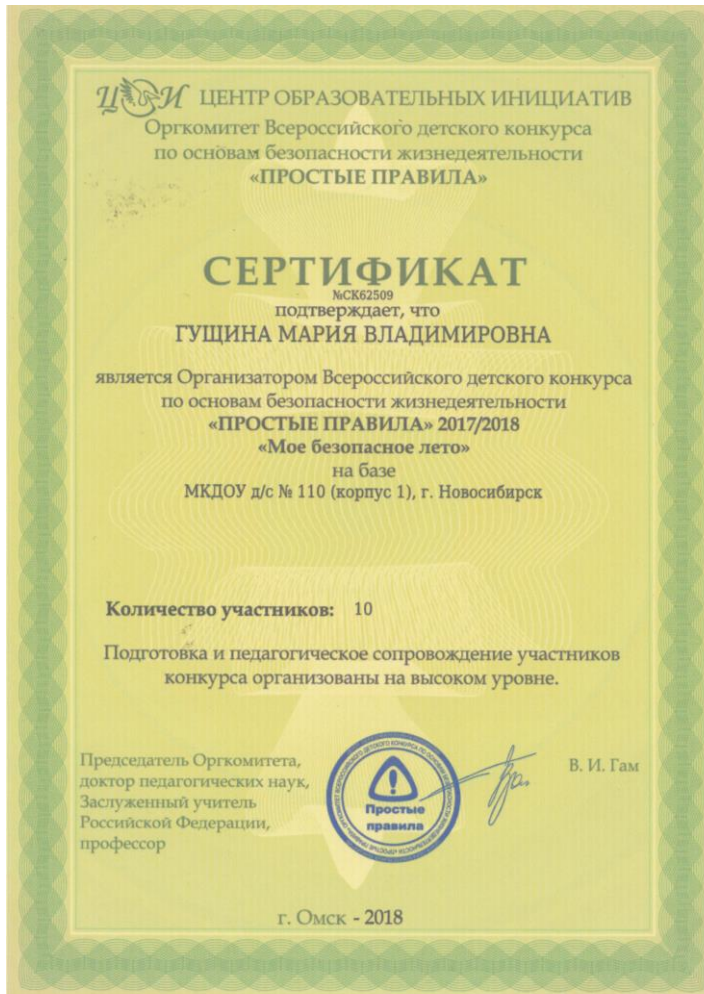 ЦОИ ЦЕНТР ОБРАЗОВАТЕЛЬНЫХ ИНИЦИАТИВ
Оргкомитет Всероссийского детского конкурса
по основам безопасности жизнедеятельности
«ПРОСТЫЕ ПРАВИЛА»
СЕРТИФИКАТ
№СК62509
подтверждает, что
ГУЩИНА МАРИЯ ВЛАДИМИРОВНА
является Организатором Всероссийского детского конкурса
по основам безопасности жизнедеятельности
«ПРОСТЫЕ ПРАВИЛА» 2017/2018
«Мое безопасное лето»
на базе
МКДОУ д/с № 110 (корпус 1), г. Новосибирск
Количество участников: 10
Подготовка и педагогическое сопровождение участников
конкурса организованы на высоком уровне.
Председатель Оргкомитета,
доктор педагогических наук,
Заслуженный учитель
Российской Федерации,
профессор
Простые
правила
В. И. Гам
г. Омск - 2018